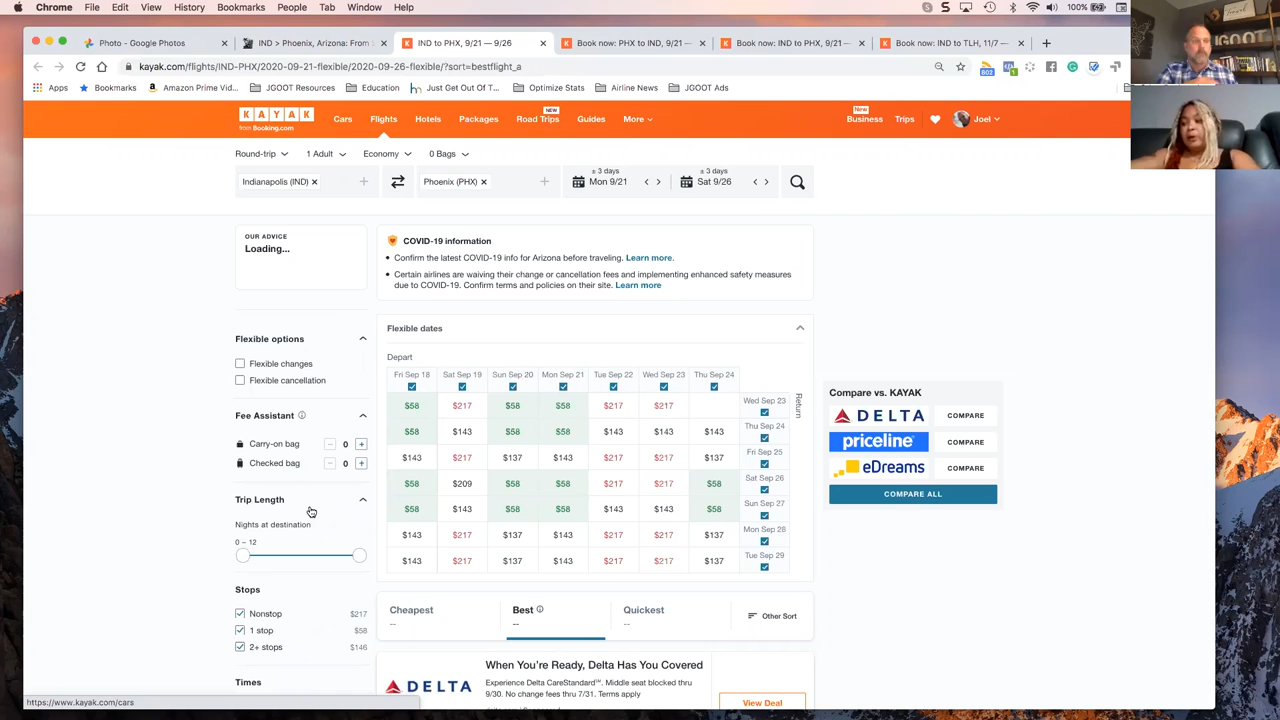 Chrome File Edit View History Bookmarks People Tab Window Help 100%
Photo - Google Photos
IND > Phoenix, Arizona: From
IND to PHX, 9/21 — 9/26
Book now: PHX to IND, 9/21 —
Book now: IND to PHX, 9/21 —
Book now: IND to TLH, 11/7 —
kayak.com/flights/IND-PHX/2020-09-21-flexible/2020-09-26-flexible/?sort=bestflight_a
Apps Bookmarks Amazon Prime Vid... JGOOT Resources Education Just Get Out Of T... Optimize Stats Airline News JGOOT Ads
JGOOT
KAYAK
from Booking.com
Cars Flights Hotels Packages Road Trips NEW Guides More
New
Business Trips Joel
Round-trip 1 Adult Economy 0 Bags
Indianapolis (IND)
Phoenix (PHX)
± 3 days
Mon 9/21
± 3 days
Sat 9/26
OUR ADVICE
Loading...
COVID-19 information
Confirm the latest COVID-19 info for Arizona before traveling. Learn more.
Certain airlines are waiving their change or cancellation fees and implementing enhanced safety measures
due to COVID-19. Confirm terms and policies on their site. Learn more
Flexible options
Flexible changes
Flexible cancellation
Fee Assistant
Carry-on bag 0
Checked bag 0
Trip Length
Nights at destination
0 – 12
Stops
Nonstop $217
1 stop $58
2+ stops $146
Times
Flexible dates
Depart
Fri Sep 18 Sat Sep 19 Sun Sep 20 Mon Sep 21 Tue Sep 22 Wed Sep 23 Thu Sep 24
Return
$58 $217 $58 $58 $217 $217 Wed Sep 23
$58 $143 $58 $58 $143 $143 $143 Thu Sep 24
$143 $217 $137 $143 $217 $217 $137 Fri Sep 25
$58 $209 $58 $58 $217 $217 $58 Sat Sep 26
$58 $143 $58 $58 $217 $217 $58 Sun Sep 27
$143 $217 $137 $143 $217 $217 $137 Mon Sep 28
$143 $217 $137 $143 $217 $217 $137 Tue Sep 29
Cheapest
--
Best
--
Quickest
--
Other Sort
DELTA
When You're Ready, Delta Has You Covered
Experience Delta CareStandard℠. Middle seat blocked thru
9/30. No change fees thru 7/31. Terms apply
View Deal
Compare vs. KAYAK
DELTA COMPARE
priceline COMPARE
eDreams COMPARE
COMPARE ALL
https://www.kayak.com/cars